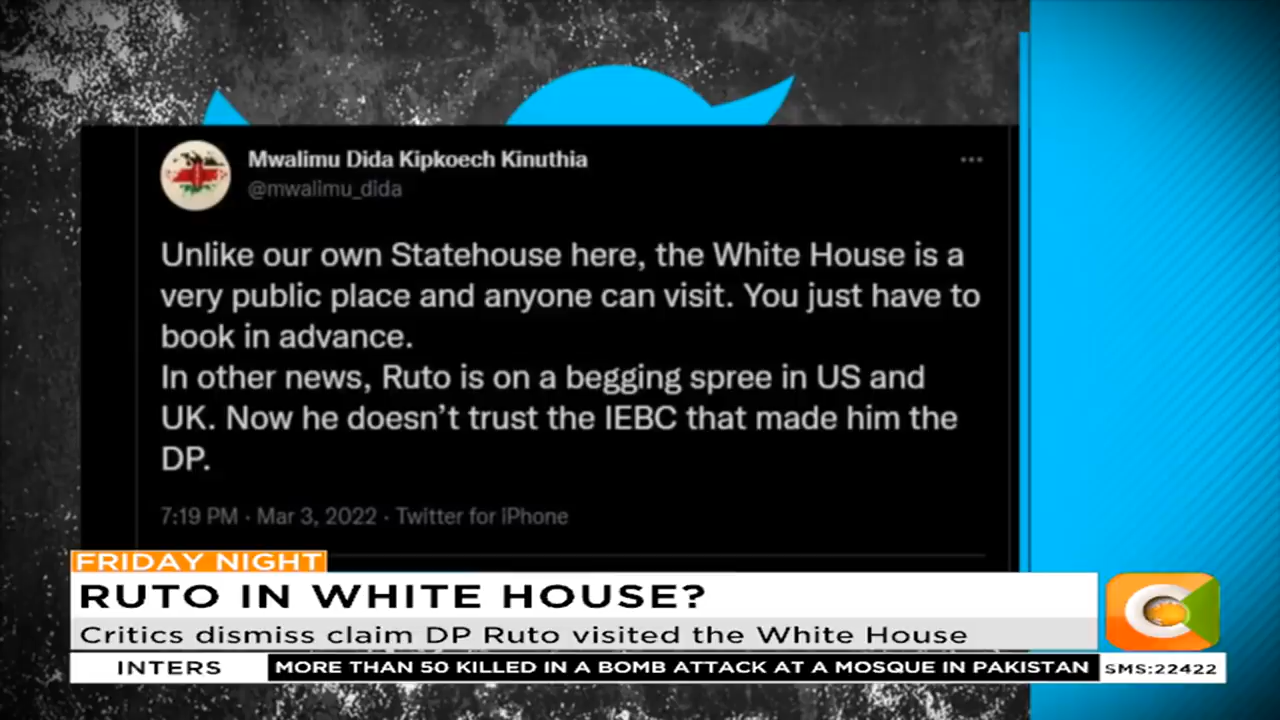 Mwalimu Dida Kipkoech Kinuthia
@mwalimu_dida
Unlike our own Statehouse here, the White House is a
very public place and anyone can visit. You just have to
book in advance.
In other news, Ruto is on a begging spree in US and
UK. Now he doesn't trust the IEBC that made him the
DP.
7:19 PM · Mar 3, 2022 · Twitter for iPhone
FRIDAY NIGHT
RUTO IN WHITE HOUSE?
Critics dismiss claim DP Ruto visited the White House
INTERS
MORE THAN 50 KILLED IN A BOMB ATTACK AT A MOSQUE IN PAKISTAN
SMS:22422